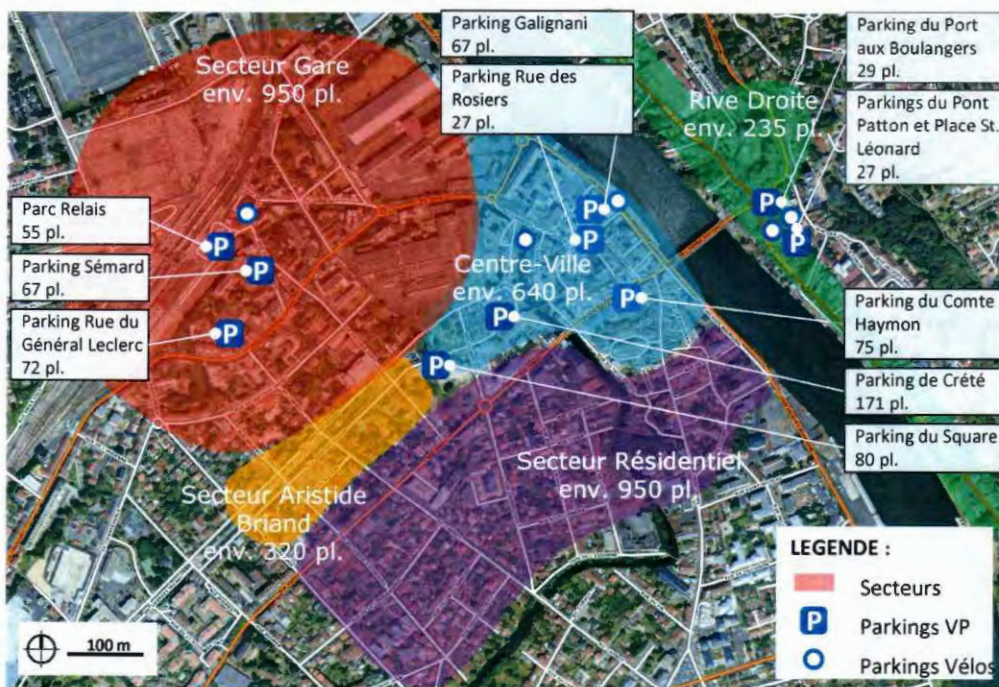 Parking Galignani
67 pl.
Parking Rue des
Rosiers
27 pl.
Parking du Port
aux Boulangers
29 pl.
Parkings du Pont
Patton et Place St.
Léonard
27 pl.
Secteur Gare
env. 950 pl.
Rive Droite
env. 235 pl.
Parc Relais
55 pl.
Parking Sémard
67 pl.
Parking Rue du
Général Leclerc
72 pl.
P
P
P
P
P
P
P
P
P
P
Centre-Ville
env. 640 pl.
Parking du Comte
Haymon
75 pl.
Parking de Crété
171 pl.
Parking du Square
80 pl.
Secteur Résidentiel
env. 950 pl.
Secteur Aristide
Briand
env. 320 pl.
LEGENDE :
Secteurs
P Parkings VP
Parkings Vélos
100 m